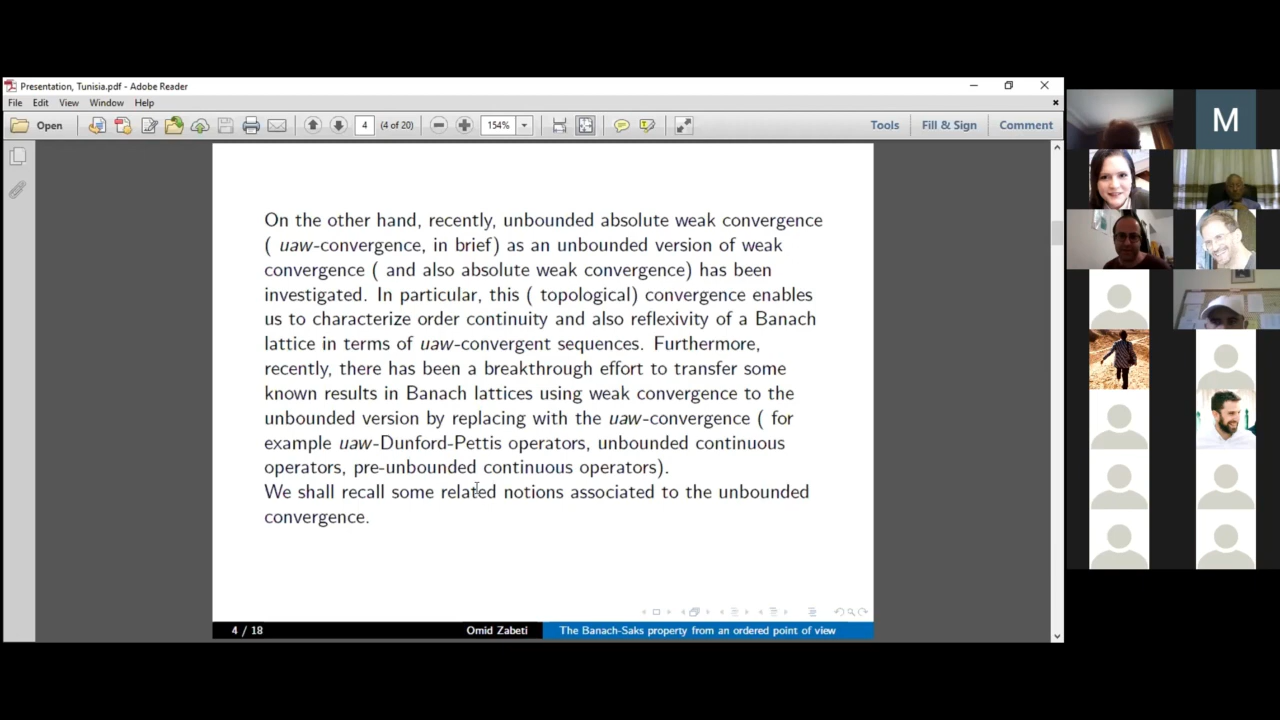 Presentation, Tunisia.pdf - Adobe Reader
File Edit View Window Help
Open 4 (4 of 20) 154% Tools Fill & Sign Comment
M
On the other hand, recently, unbounded absolute weak convergence
( uaw-convergence, in brief) as an unbounded version of weak
convergence ( and also absolute weak convergence) has been
investigated. In particular, this ( topological) convergence enables
us to characterize order continuity and also reflexivity of a Banach
lattice in terms of uaw-convergent sequences. Furthermore,
recently, there has been a breakthrough effort to transfer some
known results in Banach lattices using weak convergence to the
unbounded version by replacing with the uaw-convergence ( for
example uaw-Dunford-Pettis operators, unbounded continuous
operators, pre-unbounded continuous operators).
We shall recall some related notions associated to the unbounded
convergence.
4 / 18 Omid Zabeti The Banach-Saks property from an ordered point of view